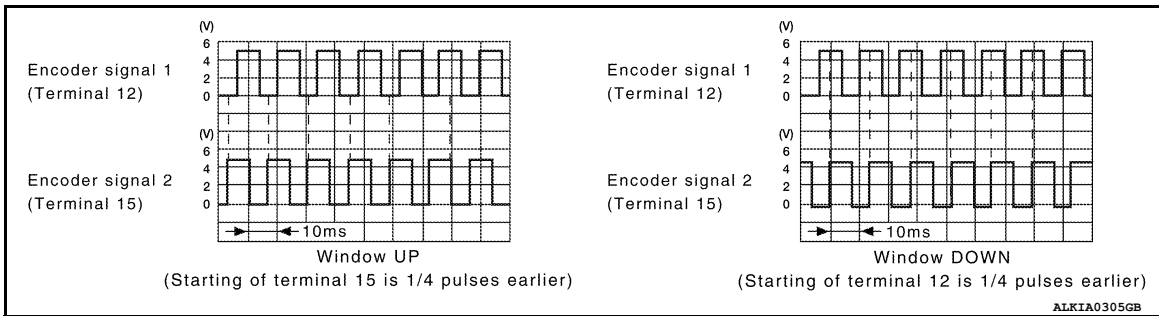 (V)
6
4
2
0
Encoder signal 1
(Terminal 12)
(V)
6
4
2
0
Encoder signal 2
(Terminal 15)
10ms
Window UP
(Starting of terminal 15 is 1/4 pulses earlier)
(V)
6
4
2
0
Encoder signal 1
(Terminal 12)
(V)
6
4
2
0
Encoder signal 2
(Terminal 15)
10ms
Window DOWN
(Starting of terminal 12 is 1/4 pulses earlier)
ALKIA0305GB